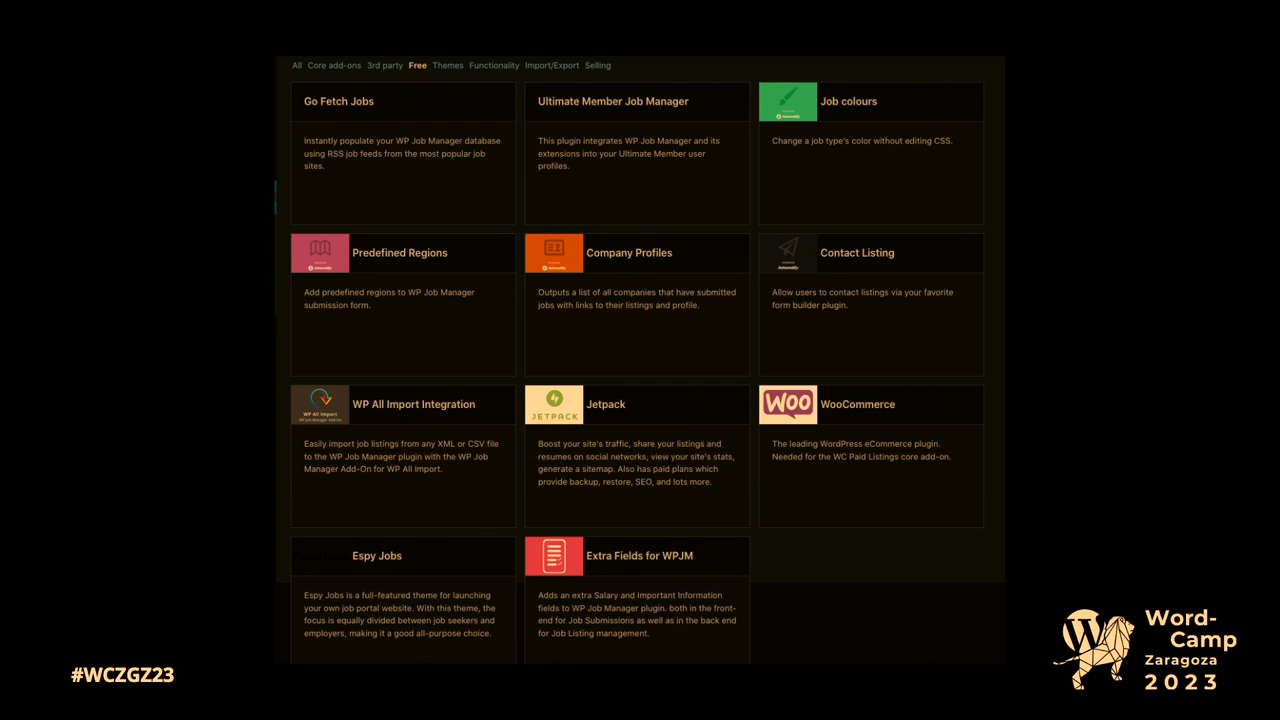 All Core add-ons 3rd party Free Themes Functionality Import/Export Selling
Go Fetch Jobs
Instantly populate your WP Job Manager database
using RSS job feeds from the most popular job
sites.
Ultimate Member Job Manager
This plugin integrates WP Job Manager and its
extensions into your Ultimate Member user
profiles.
Job colours
Change a job type's color without editing CSS.
Predefined Regions
Add predefined regions to WP Job Manager
submission form.
Company Profiles
Outputs a list of all companies that have submitted
jobs with links to their listings and profile.
Contact Listing
Allow users to contact listings via your favorite
form builder plugin.
WP All Import
WP Job Manager Add-On
WP All Import Integration
Easily import job listings from any XML or CSV file
to the WP Job Manager plugin with the WP Job
Manager Add-On for WP All Import.
JETPACK
Jetpack
Boost your site's traffic, share your listings and
resumes on social networks, view your site's stats,
generate a sitemap. Also has paid plans which
provide backup, restore, SEO, and lots more.
WOO
WooCommerce
The leading WordPress eCommerce plugin.
Needed for the WC Paid Listings core add-on.
Espy Jobs
Espy Jobs is a full-featured theme for launching
your own job portal website. With this theme, the
focus is equally divided between job seekers and
employers, making it a good all-purpose choice.
Extra Fields for WPJM
Adds an extra Salary and Important Information
fields to WP Job Manager plugin. both in the front-
end for Job Submissions as well as in the back end
for Job Listing management.
#WCZGZ23
Word-
Camp
Zaragoza
2023